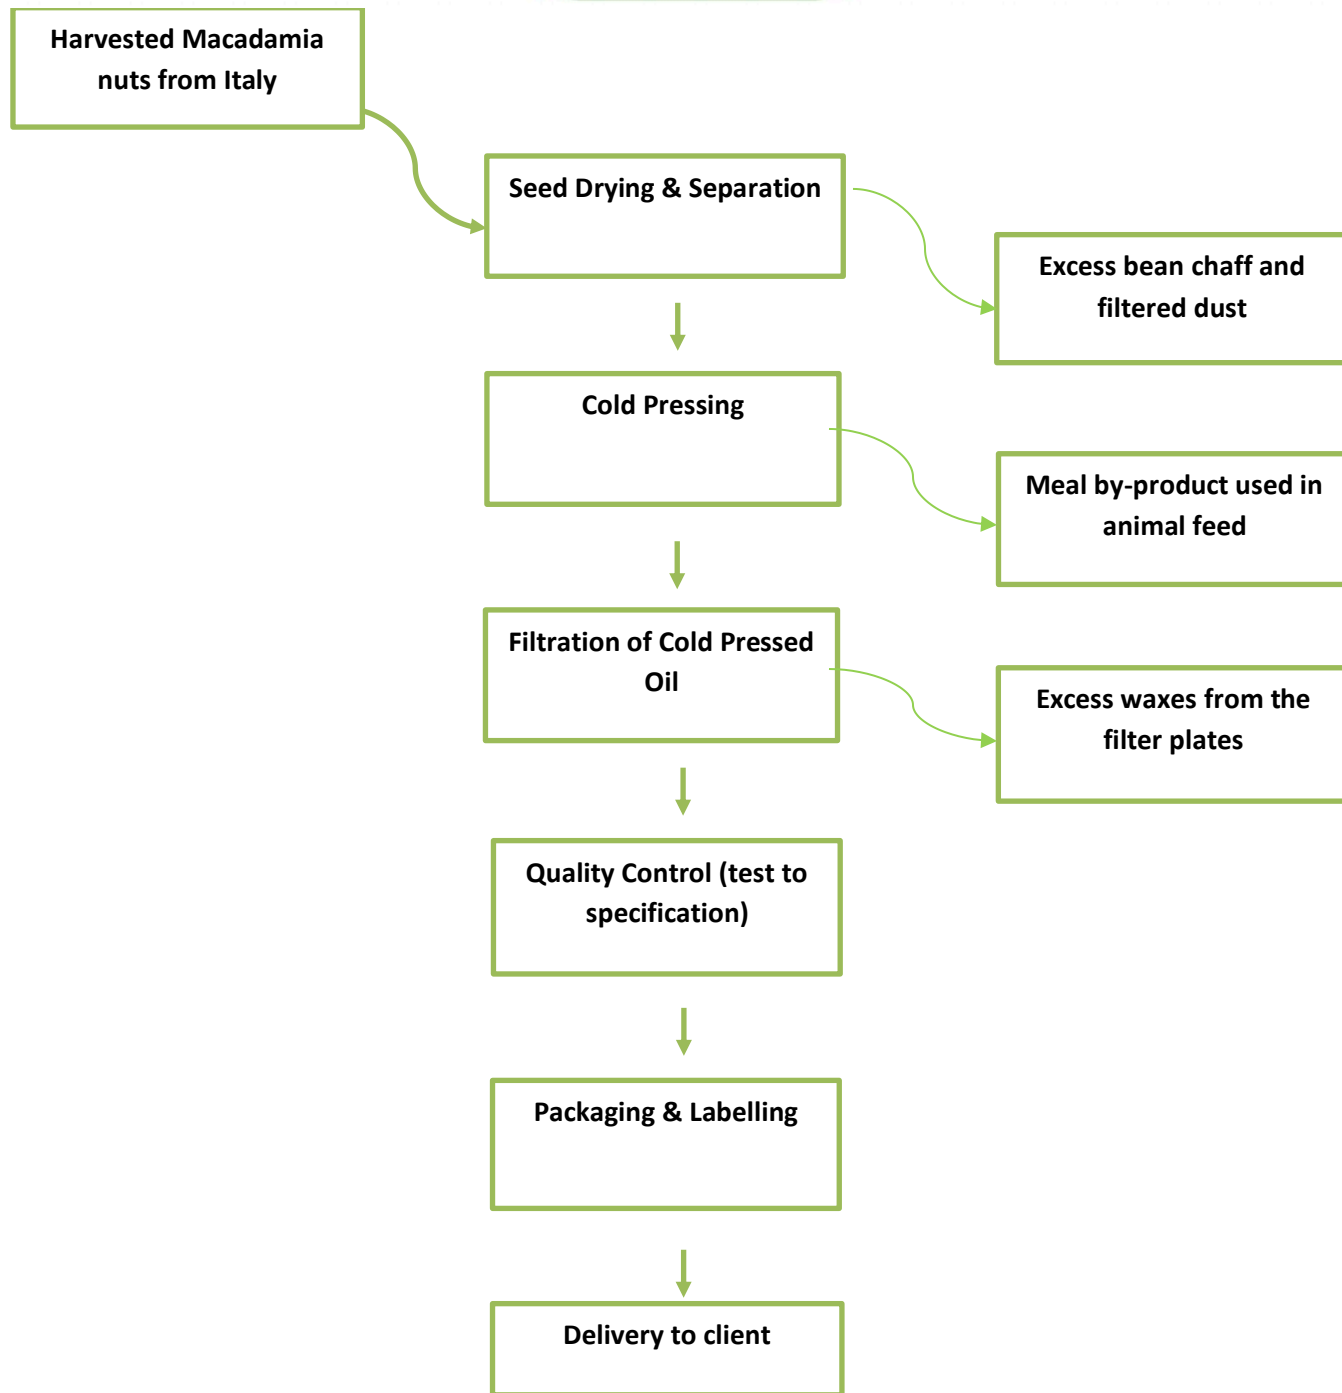 Harvested Macadamia
nuts from Italy
Seed Drying & Separation
Excess bean chaff and
filtered dust
Cold Pressing
Meal by-product used in
animal feed
Filtration of Cold Pressed
Oil
Excess waxes from the
filter plates
Quality Control (test to
specification)
Packaging & Labelling
Delivery to client